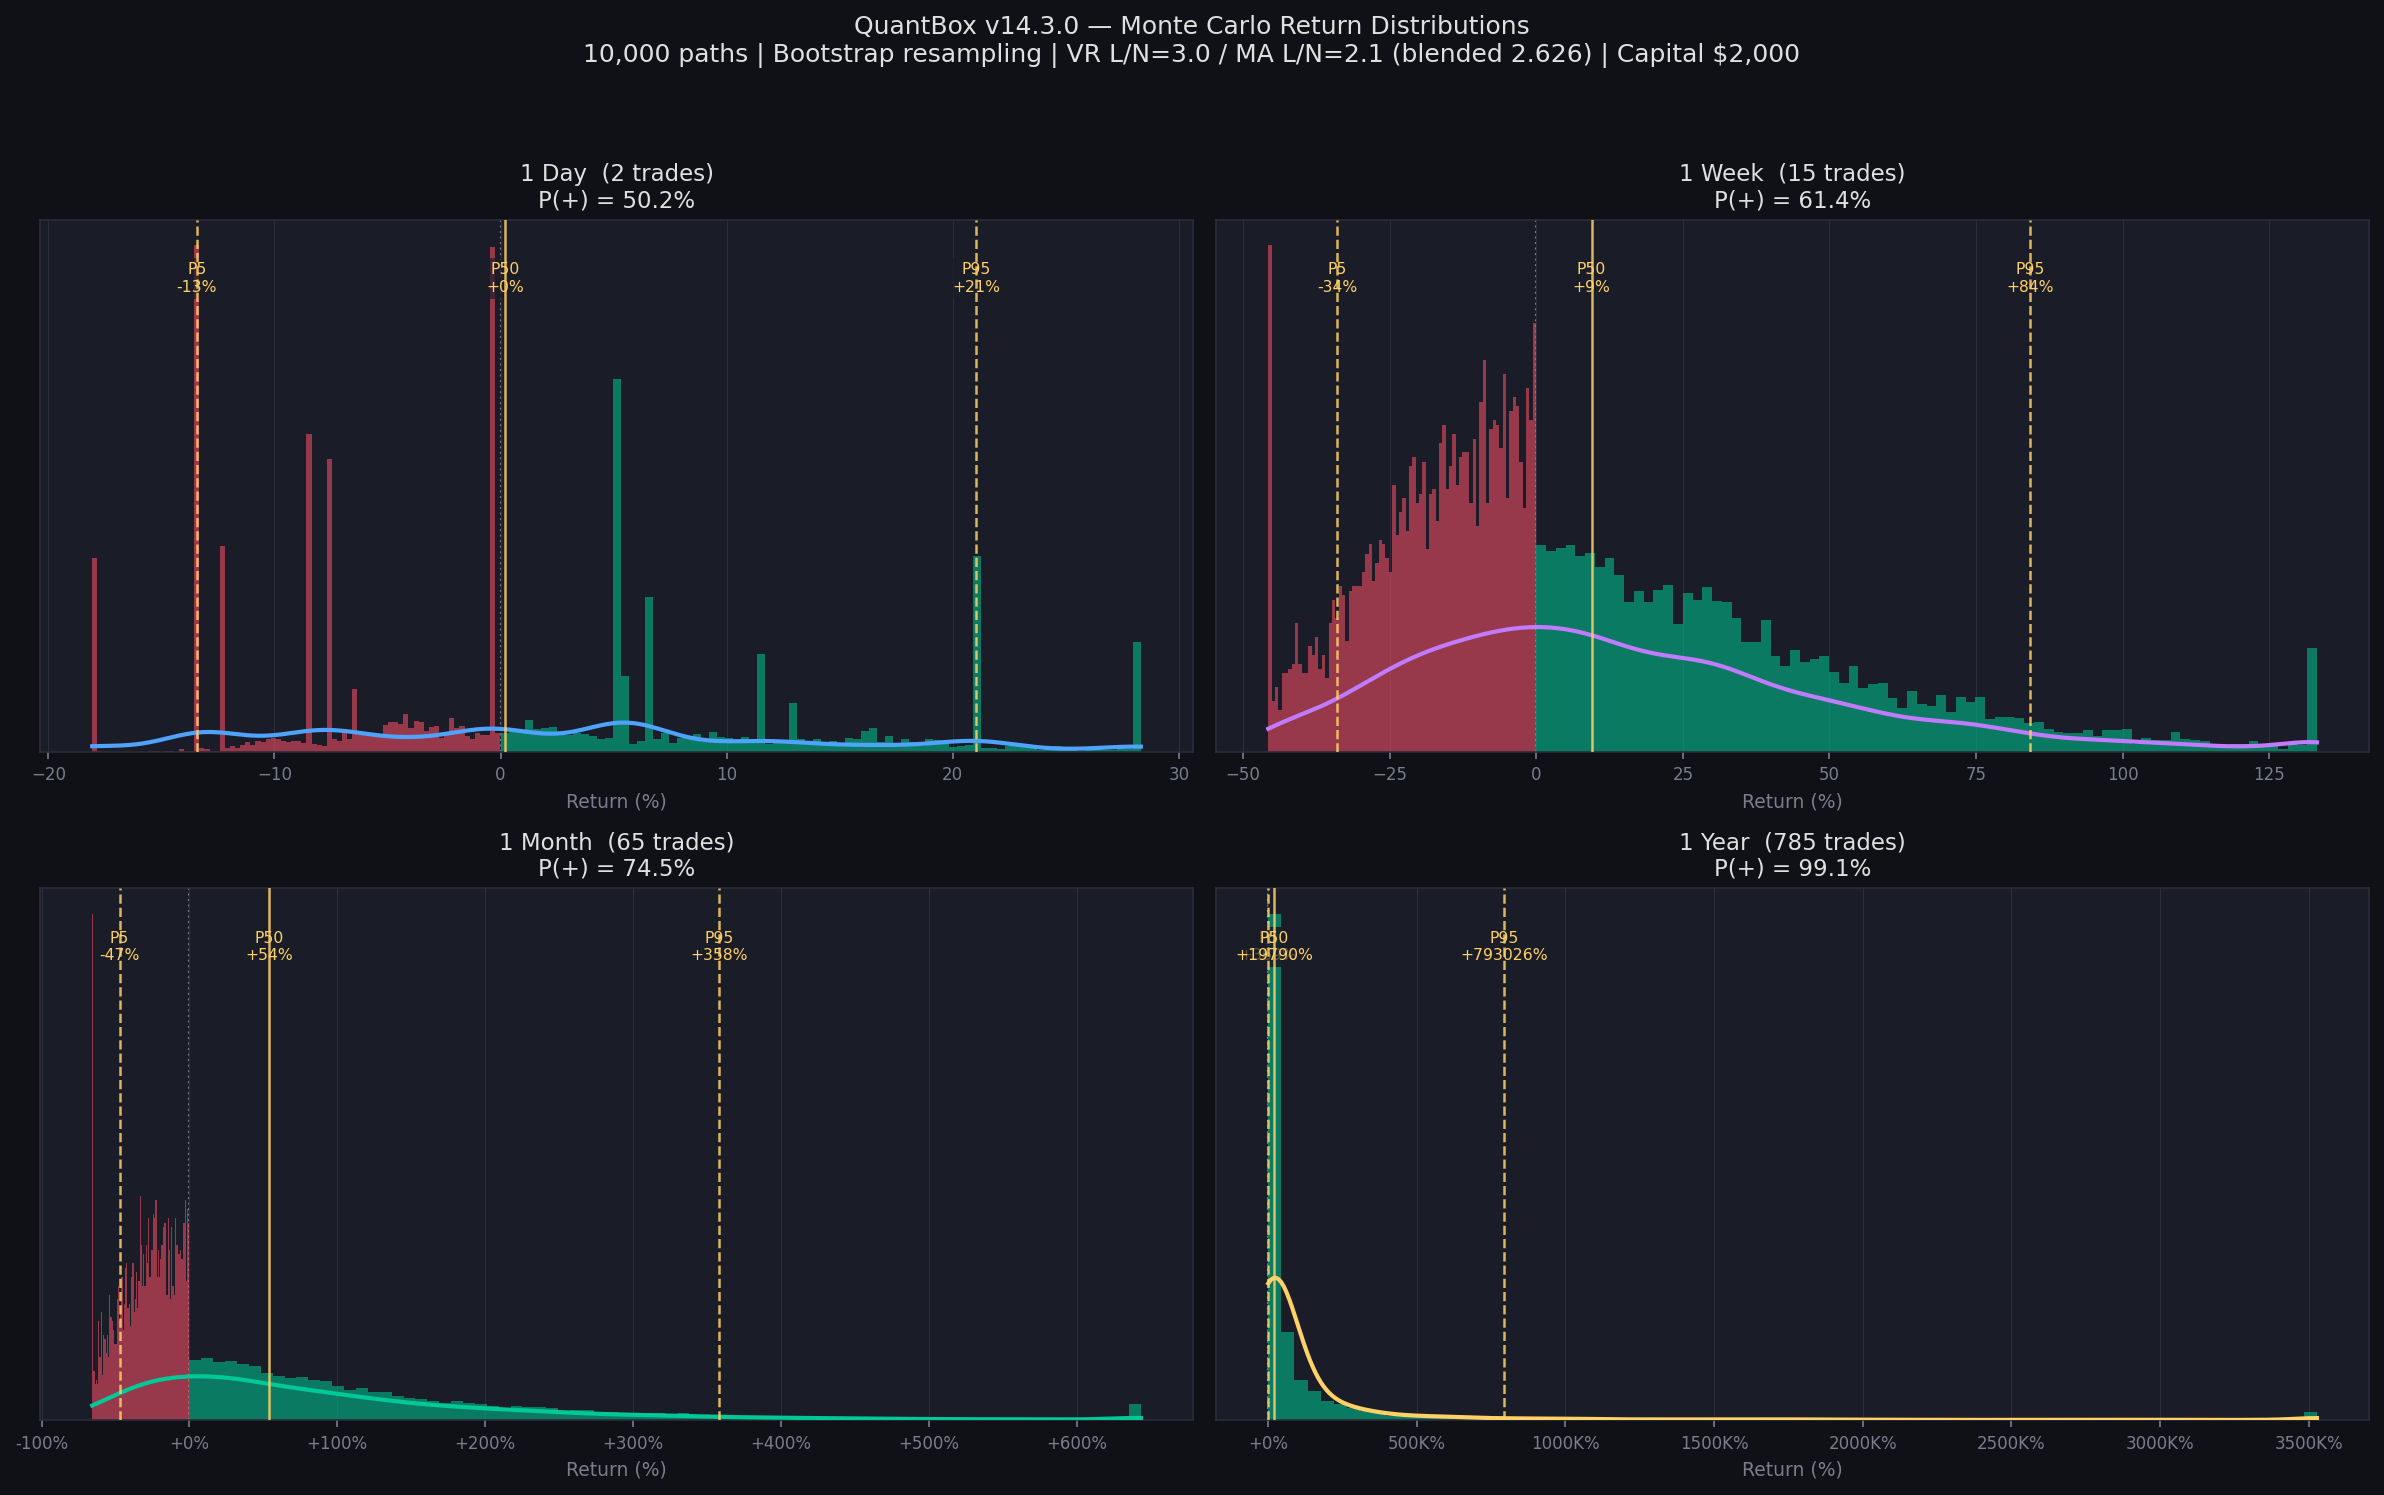 QuantBox v14.3.0 — Monte Carlo Return Distributions
10,000 paths | Bootstrap resampling | VR L/N=3.0 / MA L/N=2.1 (blended 2.626) | Capital $2,000
1 Day (2 trades)
P(+) = 50.2%
P5
-13%
P50
+0%
P95
+21%
−20
−10
0
10
20
30
Return (%)
1 Week (15 trades)
P(+) = 61.4%
P5
-34%
P50
+9%
P95
+84%
−50
−25
0
25
50
75
100
125
Return (%)
1 Month (65 trades)
P(+) = 74.5%
P5
-47%
P50
+54%
P95
+358%
-100%
+0%
+100%
+200%
+300%
+400%
+500%
+600%
Return (%)
1 Year (785 trades)
P(+) = 99.1%
P50
+19790%
P95
+793026%
+0%
500K%
1000K%
1500K%
2000K%
2500K%
3000K%
3500K%
Return (%)